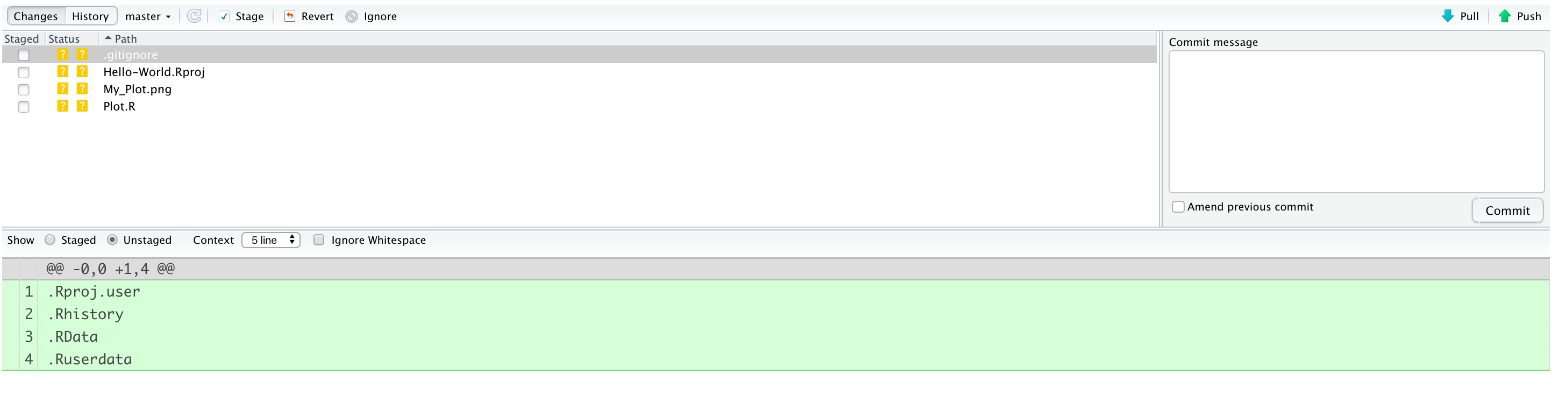 Changes History master Stage Revert Ignore Pull Push
Staged Status Path
Commit message
? ? .gitignore
? ? Hello-World.Rproj
? ? My_Plot.png
? ? Plot.R
Amend previous commit
Commit
Show Staged Unstaged Context 5 line Ignore Whitespace
@@ -0,0 +1,4 @@
1 .Rproj.user
2 .Rhistory
3 .RData
4 .Ruserdata